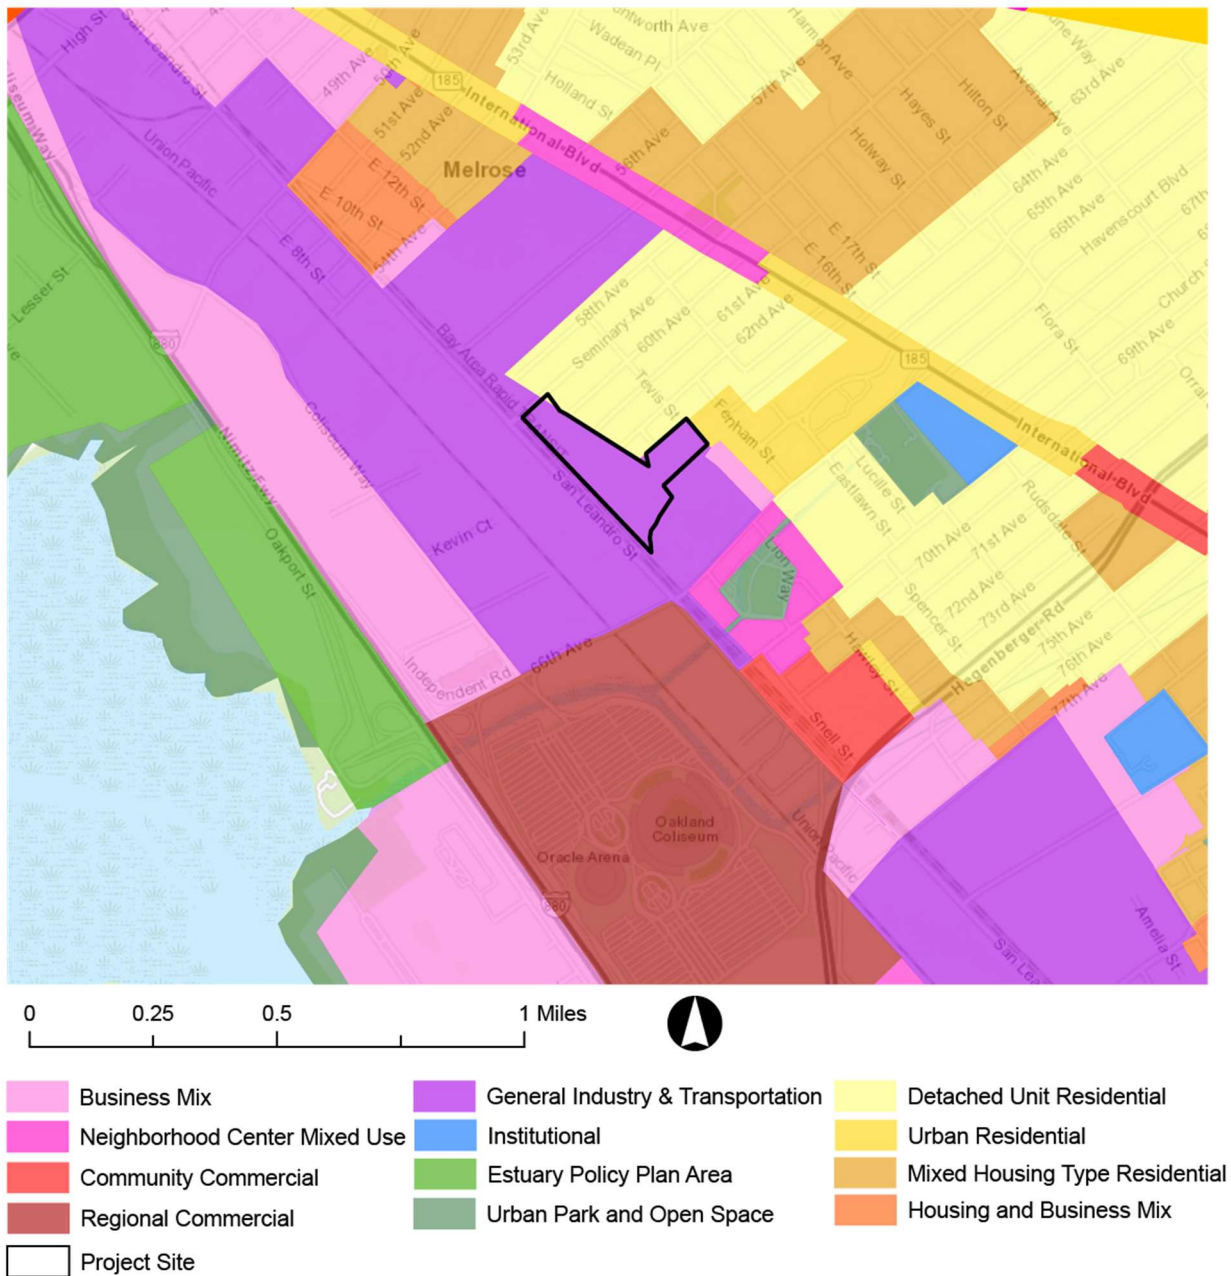 High St
San Leandro St
49th Ave
50th Ave
53rd Ave
Wadean Pl
Harmon Ave
63rd Ave
185
Holland St
57th Ave
Hilton St
Avenal Ave
Hayes St
51st Ave
52nd Ave
International Blvd
56th Ave
Holway St
Union Pacific
Melrose
E 12th St
E 10th St
64th Ave
65th Ave
66th Ave
Havenscourt Blvd
54th Ave
E 8th St
E 17th St
E 16th St
Lesser St
58th Ave
Seminary Ave
60th Ave
61st Ave
62nd Ave
Church
Flora St
69th Ave
880
185
Bay Area Rapid
Tevis St
Coliseum Way
Fenham St
International Blvd
Nimitz Fwy
San Leandro St
Lucille St
Eastlawn St
Rudsdale St
Kevin Ct
70th Ave
71st Ave
Oakport St
Lion Way
72nd Ave
73rd Ave
Spencer St
Hegenberger Rd
75th Ave
76th Ave
77th Ave
Hawley St
66th Ave
Independent Rd
Snell St
Oakland
Coliseum
Oracle Arena
Union Pacific
880
Amelia St
San Lea
0 0.25 0.5 1 Miles
Business Mix
Neighborhood Center Mixed Use
Community Commercial
Regional Commercial
Project Site
General Industry & Transportation
Institutional
Estuary Policy Plan Area
Urban Park and Open Space
Detached Unit Residential
Urban Residential
Mixed Housing Type Residential
Housing and Business Mix